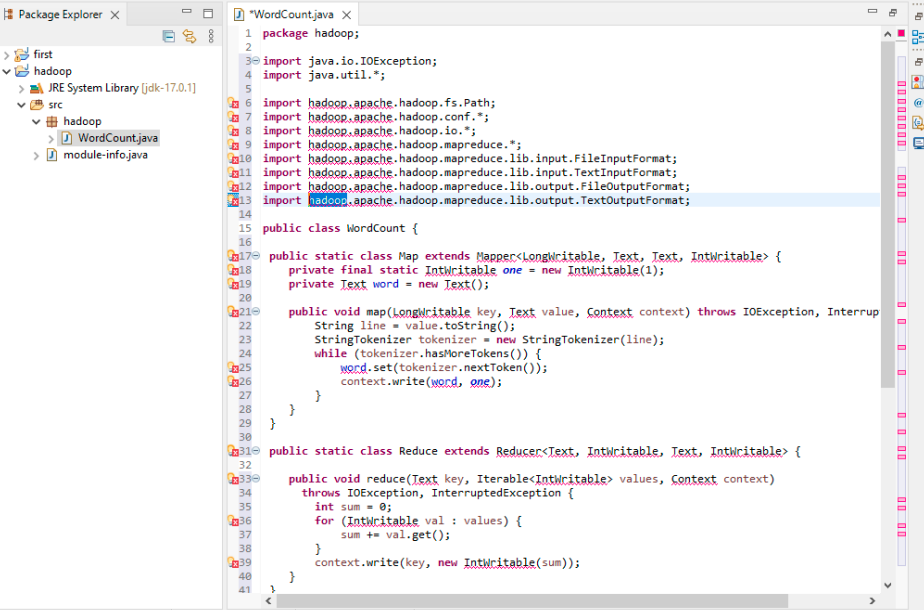 Package Explorer
first
hadoop
JRE System Library [jdk-17.0.1]
src
hadoop
WordCount.java
module-info.java
*WordCount.java
1 package hadoop;
2
3 import java.io.IOException;
4 import java.util.*;
5
6 import hadoop.apache.hadoop.fs.Path;
7 import hadoop.apache.hadoop.conf.*;
8 import hadoop.apache.hadoop.io.*;
9 import hadoop.apache.hadoop.mapreduce.*;
10 import hadoop.apache.hadoop.mapreduce.lib.input.FileInputFormat;
11 import hadoop.apache.hadoop.mapreduce.lib.input.TextInputFormat;
12 import hadoop.apache.hadoop.mapreduce.lib.output.FileOutputFormat;
13 import hadoop.apache.hadoop.mapreduce.lib.output.TextOutputFormat;
14
15 public class WordCount {
16
17 public static class Map extends Mapper<LongWritable, Text, Text, IntWritable> {
18 private final static IntWritable one = new IntWritable(1);
19 private Text word = new Text();
20
21 public void map(LongWritable key, Text value, Context context) throws IOException, Interrup
22 String line = value.toString();
23 StringTokenizer tokenizer = new StringTokenizer(line);
24 while (tokenizer.hasMoreTokens()) {
25 word.set(tokenizer.nextToken());
26 context.write(word, one);
27 }
28 }
29 }
30
31 public static class Reduce extends Reducer<Text, IntWritable, Text, IntWritable> {
32
33 public void reduce(Text key, Iterable<IntWritable> values, Context context)
34 throws IOException, InterruptedException {
35 int sum = 0;
36 for (IntWritable val : values) {
37 sum += val.get();
38 }
39 context.write(key, new IntWritable(sum));
40 }
41 }